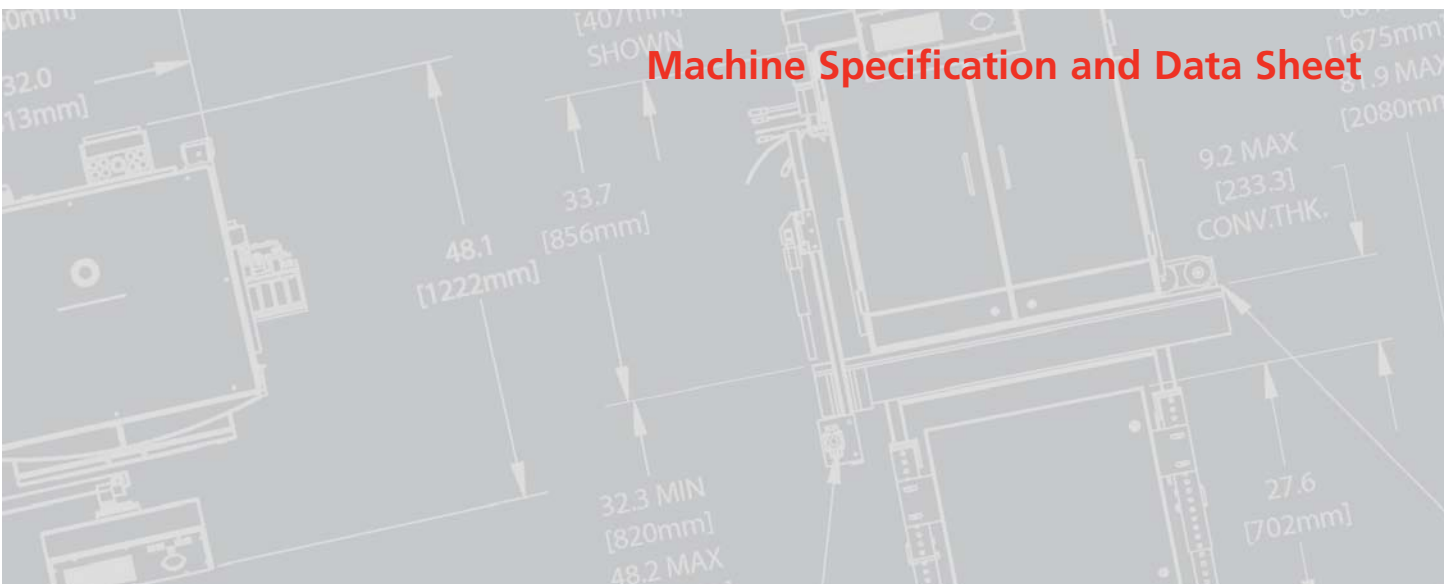 Machine Specification and Data Sheet
[407mm]
SHOWN
[1675mm]
81.9 MAX
[2080mm
32.0
13mm]
9.2 MAX
[233.3]
CONV.THK.
33.7
[856mm]
48.1
[1222mm]
32.3 MIN
[820mm]
48.2 MAX
27.6
[702mm]